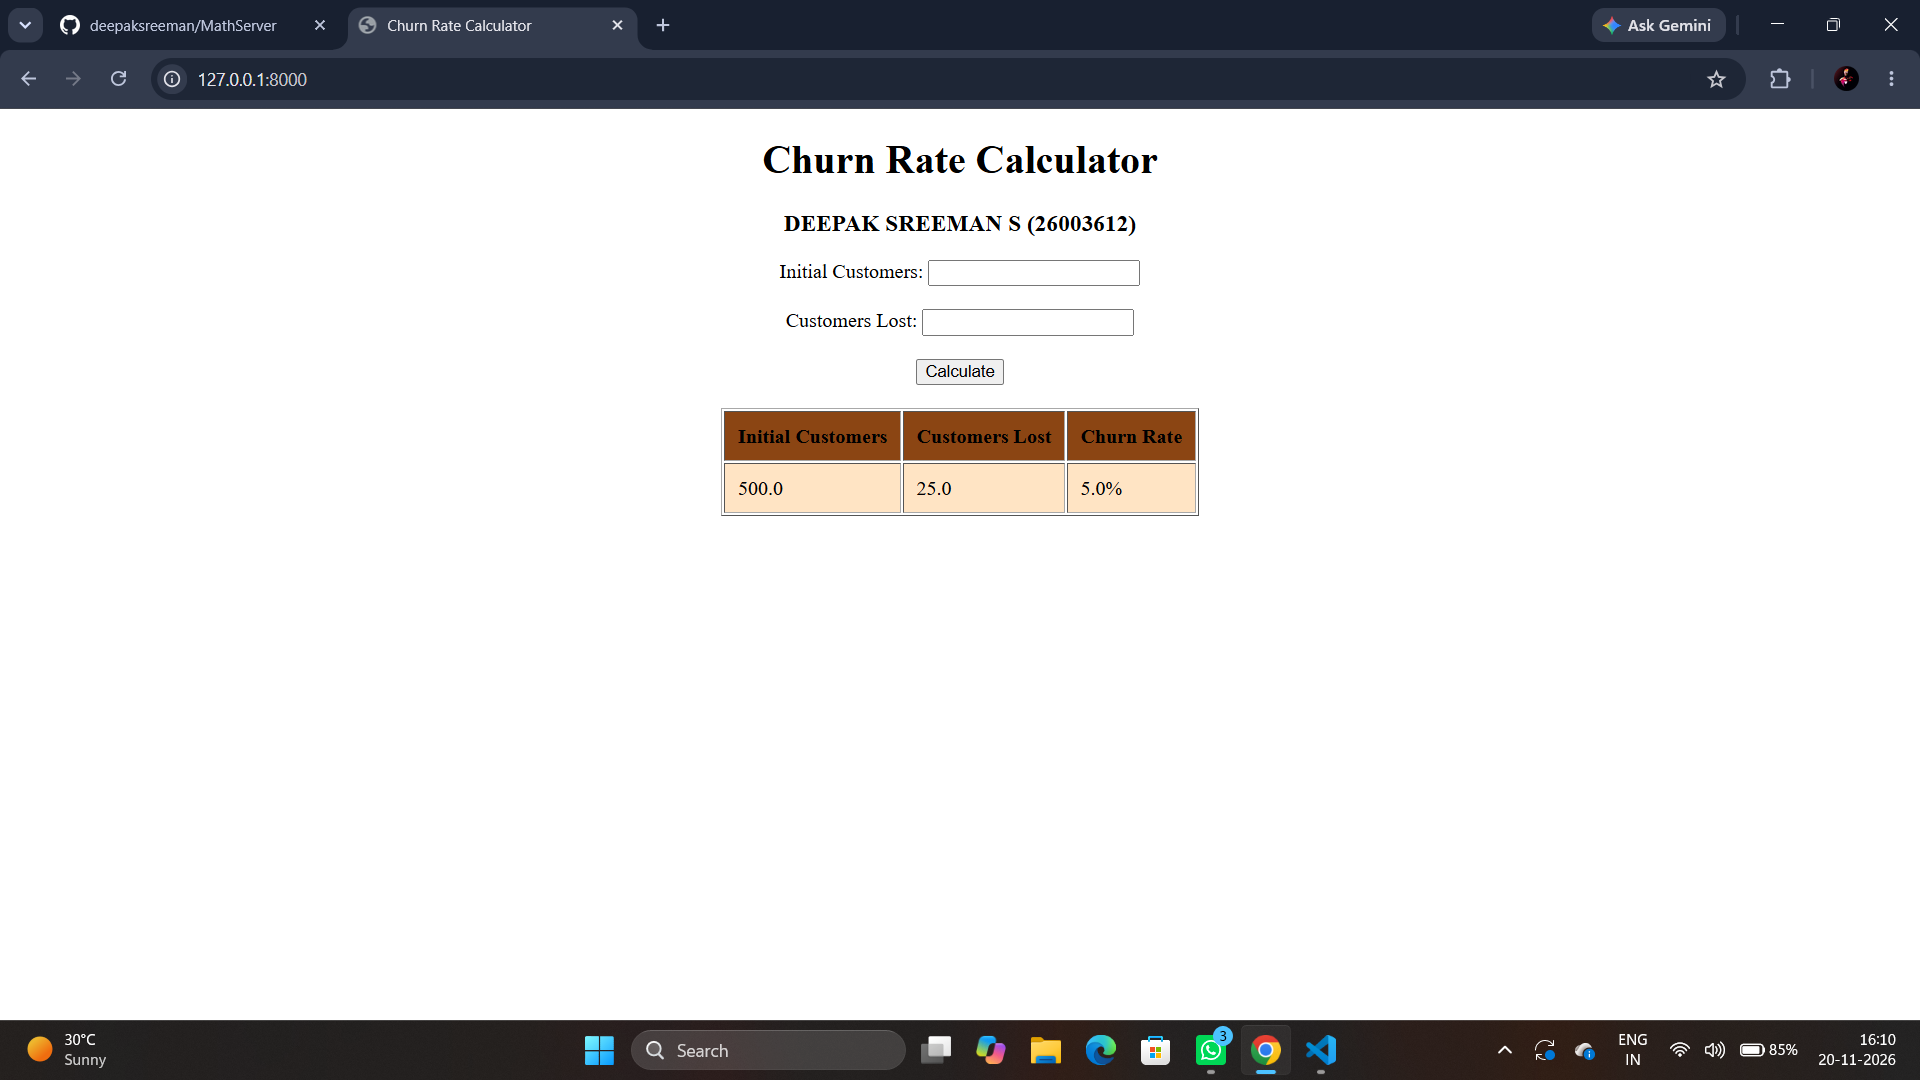 deepaksreeman/MathServer
Churn Rate Calculator
Ask Gemini
127.0.0.1:8000
Churn Rate Calculator
DEEPAK SREEMAN S (26003612)
Initial Customers:
Customers Lost:
Calculate
Initial Customers Customers Lost Churn Rate
500.0 25.0 5.0%
30°C
Sunny
Search
3
ENG
IN
85%
16:10
20-11-2026